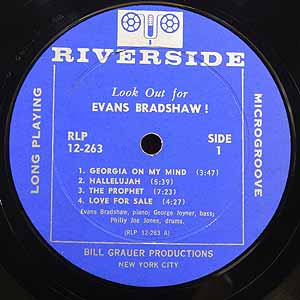 RIVERSIDE
Look Out for
EVANS BRADSHAW !
RLP
12-263
SIDE
1
LONG PLAYING
MICROGROOVE
1. GEORGIA ON MY MIND (3:47)
2. HALLELUJAH (5:39)
3. THE PROPHET (7:23)
4. LOVE FOR SALE (4:27)
Evans Bradshaw, piano; George Joyner, bass;
Philly Joe Jones, drums.
(RLP 12-263 A)
BILL GRAUER PRODUCTIONS
NEW YORK CITY